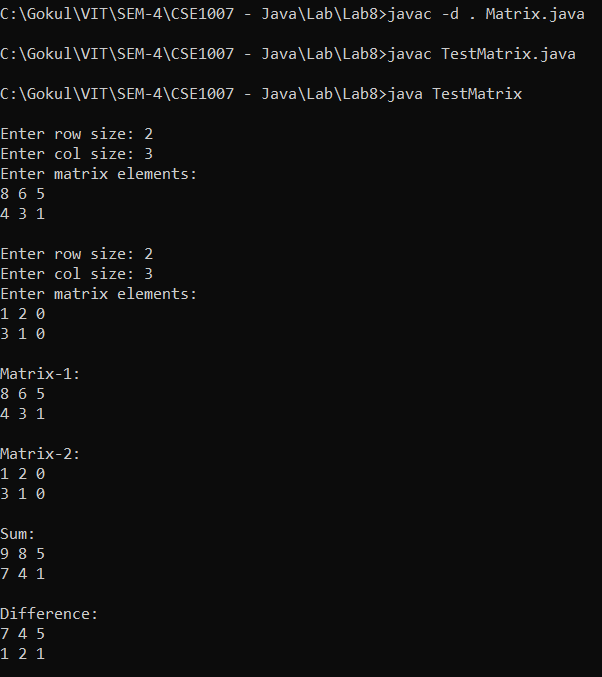 C:\Gokul\VIT\SEM-4\CSE1007 - Java\Lab\Lab8>javac -d . Matrix.java
C:\Gokul\VIT\SEM-4\CSE1007 - Java\Lab\Lab8>javac TestMatrix.java
C:\Gokul\VIT\SEM-4\CSE1007 - Java\Lab\Lab8>java TestMatrix
Enter row size: 2
Enter col size: 3
Enter matrix elements:
8 6 5
4 3 1
Enter row size: 2
Enter col size: 3
Enter matrix elements:
1 2 0
3 1 0
Matrix-1:
8 6 5
4 3 1
Matrix-2:
1 2 0
3 1 0
Sum:
9 8 5
7 4 1
Difference:
7 4 5
1 2 1